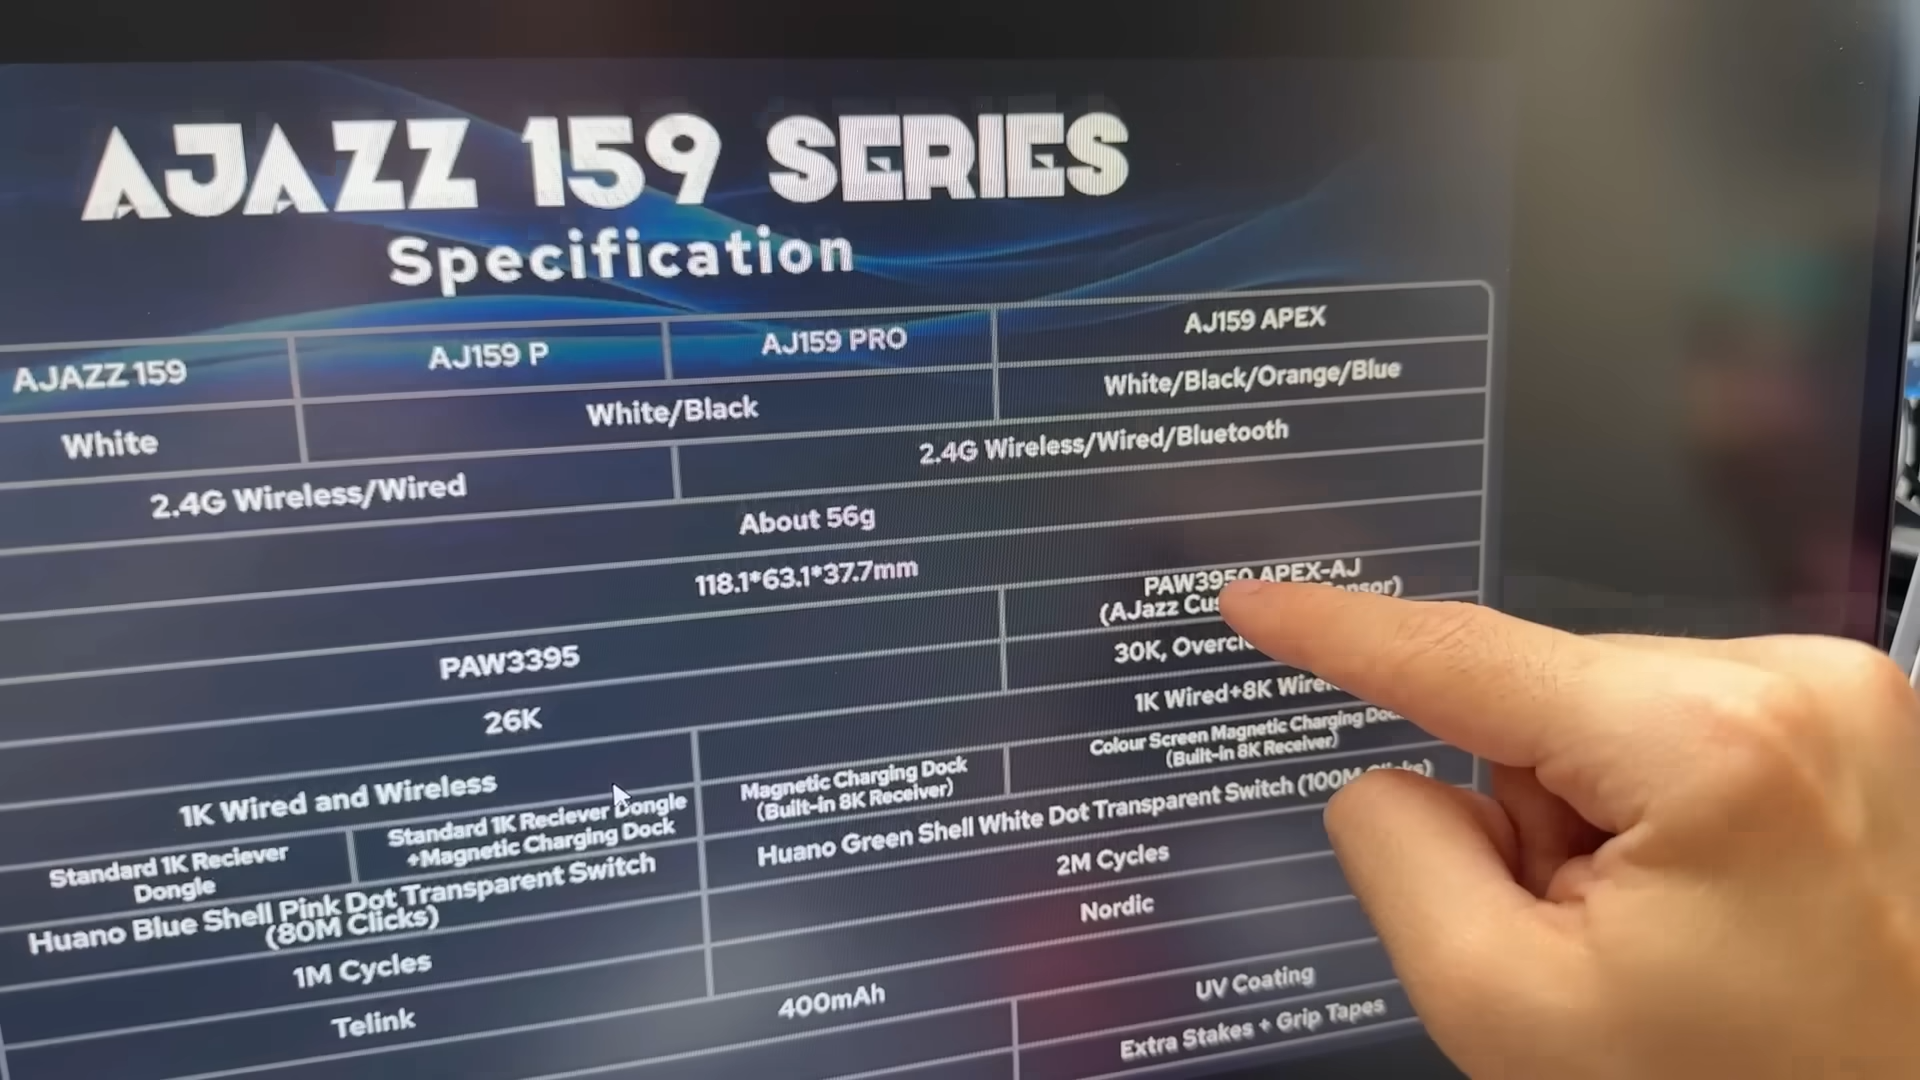 AJAZZ 159 SERIES
Specification
AJAZZ 159 AJ159 P AJ159 PRO AJ159 APEX
White White/Black White/Black/Orange/Blue
2.4G Wireless/Wired 2.4G Wireless/Wired/Bluetooth
About 56g
118.1*63.1*37.7mm
PAW3395 PAW3950 APEX-AJ
(AJazz
26K 30K,
1K Wired and Wireless 1K Wired+8K
Standard 1K Reciever
Dongle
Standard 1K Reciever Dongle
+Magnetic Charging Dock
Magnetic Charging Dock
(Built-in 8K Receiver)
Colour Screen Magnetic Charging
(Built-in 8K Receiver)
Huano Blue Shell Pink Dot Transparent Switch
(80M Clicks)
Huano Green Shell White Dot Transparent Switch (100M Clicks)
1M Cycles 2M Cycles
Telink Nordic
400mAh
UV Coating
Extra Stakes + Grip Tapes